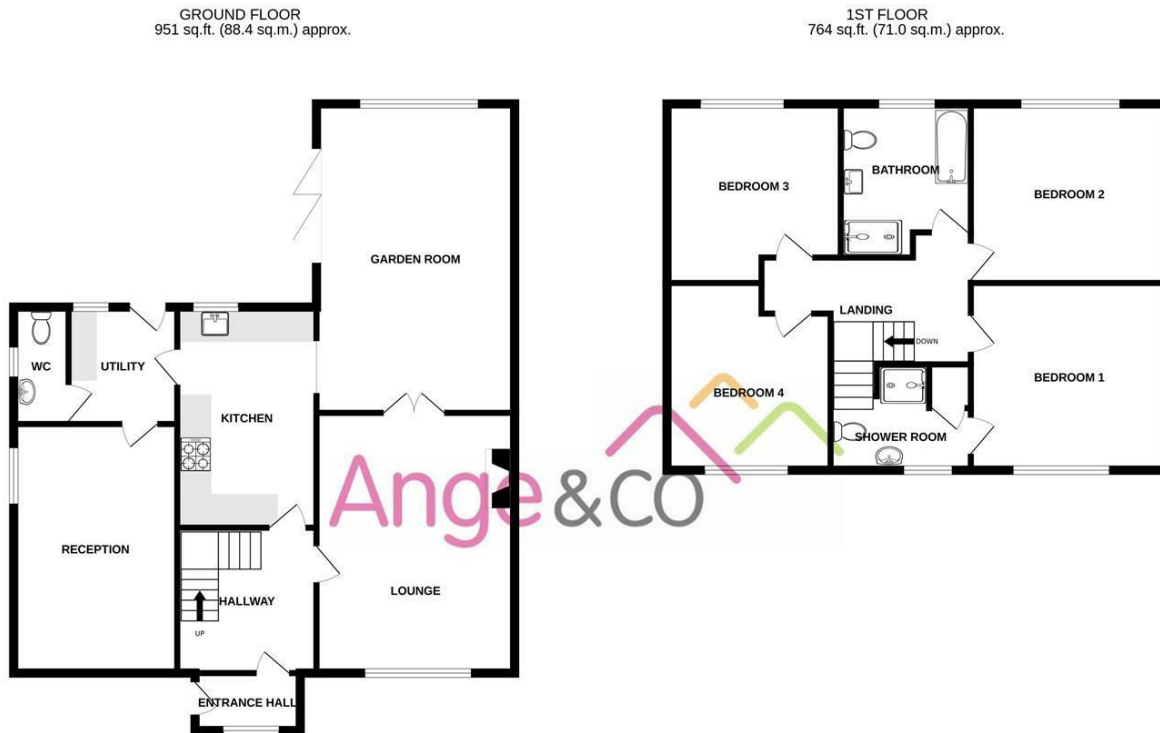 GROUND FLOOR
951 sq.ft. (88.4 sq.m.) approx.
1ST FLOOR
764 sq.ft. (71.0 sq.m.) approx.
GARDEN ROOM
WC
UTILITY
KITCHEN
RECEPTION
HALLWAY
UP
LOUNGE
ENTRANCE HALL
BEDROOM 3
BATHROOM
BEDROOM 2
LANDING
DOWN
BEDROOM 4
BEDROOM 1
SHOWER ROOM
Ange&co